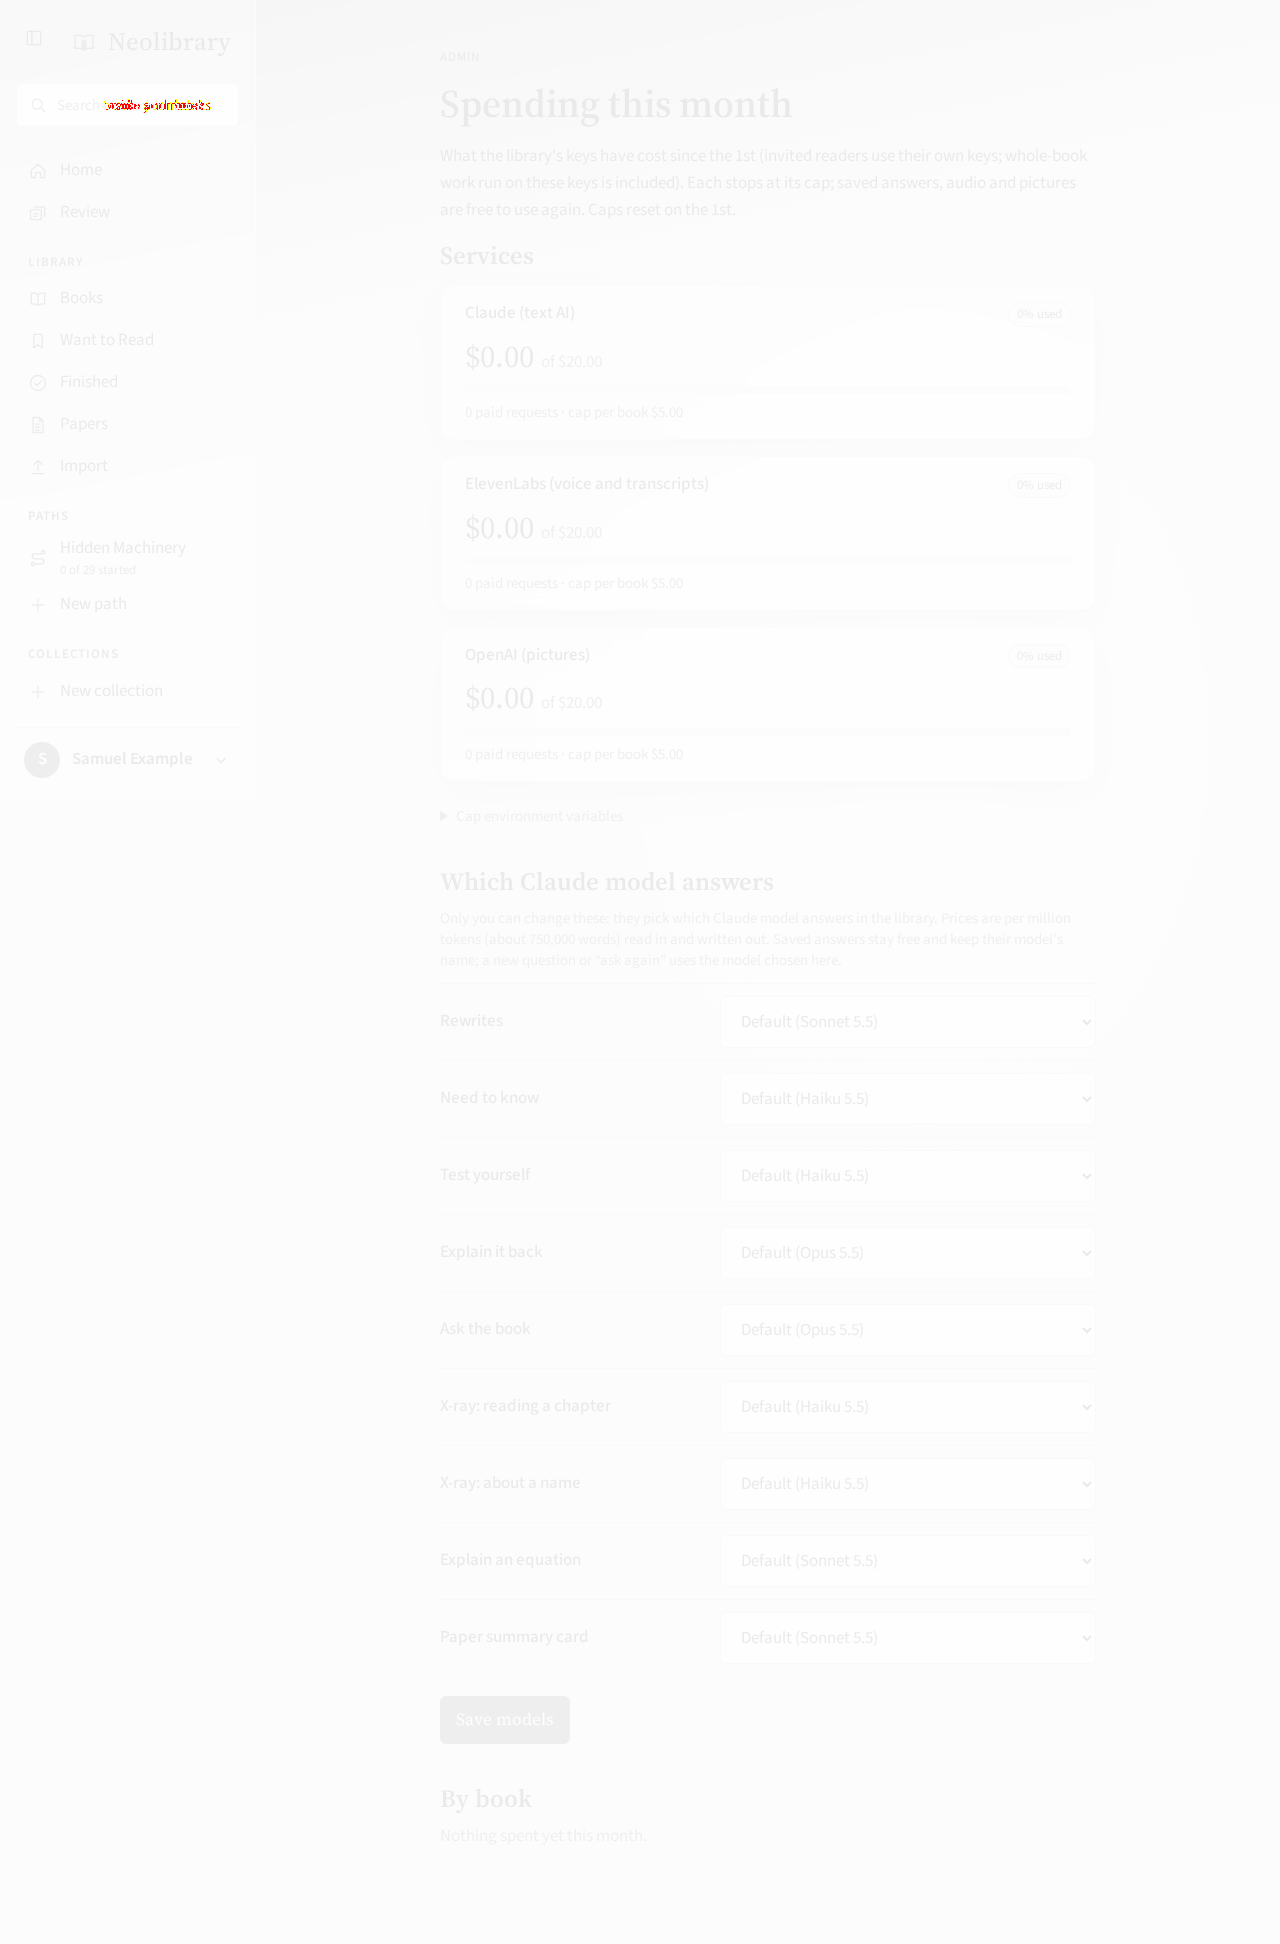 Neolibrary
Search
Home
Review
LIBRARY
Books
Want to Read
Finished
Papers
Import
PATHS
Hidden Machinery
0 of 29 started
New path
COLLECTIONS
New collection
S Samuel Example
ADMIN
Spending this month
What the library's keys have cost since the 1st (invited readers use their own keys; whole-book
work run on these keys is included). Each stops at its cap; saved answers, audio and pictures
are free to use again. Caps reset on the 1st.
Services
Claude (text AI) 0% used
$0.00 of $20.00
0 paid requests · cap per book $5.00
ElevenLabs (voice and transcripts) 0% used
$0.00 of $20.00
0 paid requests · cap per book $5.00
OpenAI (pictures) 0% used
$0.00 of $20.00
0 paid requests · cap per book $5.00
Cap environment variables
Which Claude model answers
Only you can change these: they pick which Claude model answers in the library. Prices are per million
tokens (about 750,000 words) read in and written out. Saved answers stay free and keep their model's
name; a new question or “ask again” uses the model chosen here.
Rewrites Default (Sonnet 5.5)
Need to know Default (Haiku 5.5)
Test yourself Default (Haiku 5.5)
Explain it back Default (Opus 5.5)
Ask the book Default (Opus 5.5)
X-ray: reading a chapter Default (Haiku 5.5)
X-ray: about a name Default (Haiku 5.5)
Explain an equation Default (Sonnet 5.5)
Paper summary card Default (Sonnet 5.5)
Save models
By book
Nothing spent yet this month.